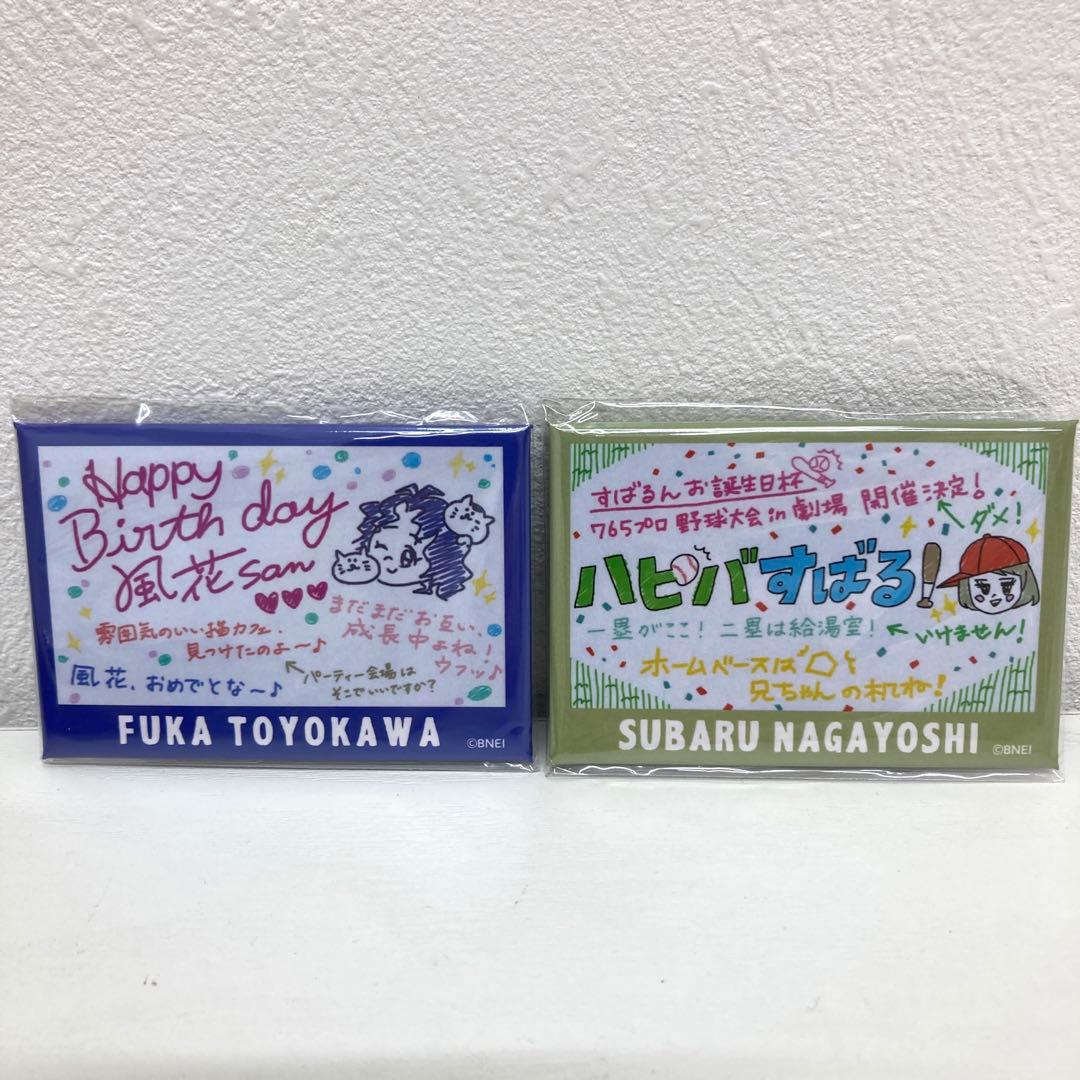 Happy
Birthday
風花san
まだまだお互い、
成長中よね!
ウフッ♪
雰囲気のいい猫カフェ、
見つけたのよ〜♪
パーティー会場は
そこでいいですか?
風花、おめでとな〜♪
FUKA TOYOKAWA
©BNEI
すばるんお誕生日杯
765プロ 野球大会 in 劇場 開催決定!
ダメ!
ハピバすばる!
一塁がここ! 二塁は給湯室!
いけません!
ホームベースは
と
兄ちゃんの机ね!
SUBARU NAGAYOSHI
©BNEI